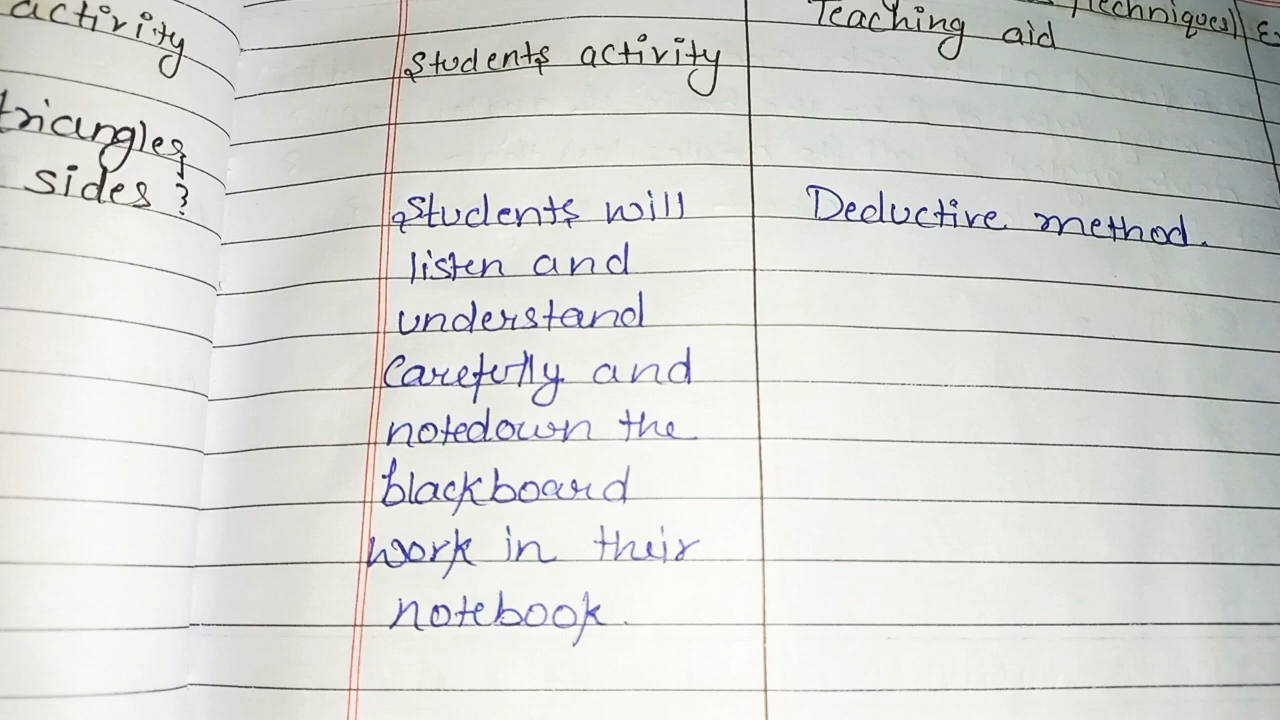 activity
triangles
sides ?
Students activity
Students will
listen and
understand
Carefully and
notedown the
blackboard
work in their
notebook.
Techniques
Teaching aid
Deductive method.